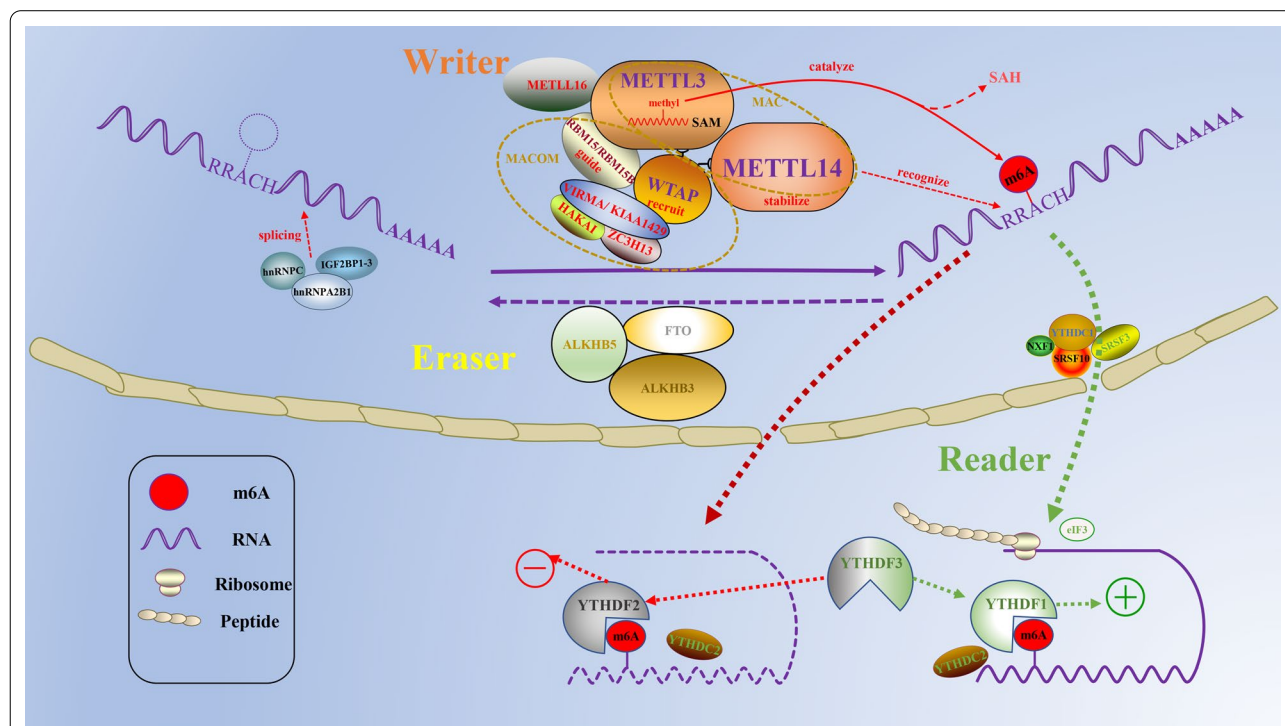 Writer
METLL16
METTL3
methyl
SAM
MAC
catalyze
SAH
RRACH
AAAAA
splicing
hnRNPC
IGF2BP1-3
hnRNPA2B1
MACOM
RBM15/RBM15B
guide
WTAP
recruit
METTL14
stabilize
VIRMA/ KIAA1429
HAKAI
ZC3H13
recognize
m6A
RRACH
AAAAA
Eraser
ALKHB5
FTO
ALKHB3
YTHDC1
NXF1
SRSF10
SRSF3
Reader
m6A
RNA
Ribosome
Peptide
eIF3
YTHDF3
YTHDF2
m6A
YTHDC2
YTHDF1
m6A
YTHDC2